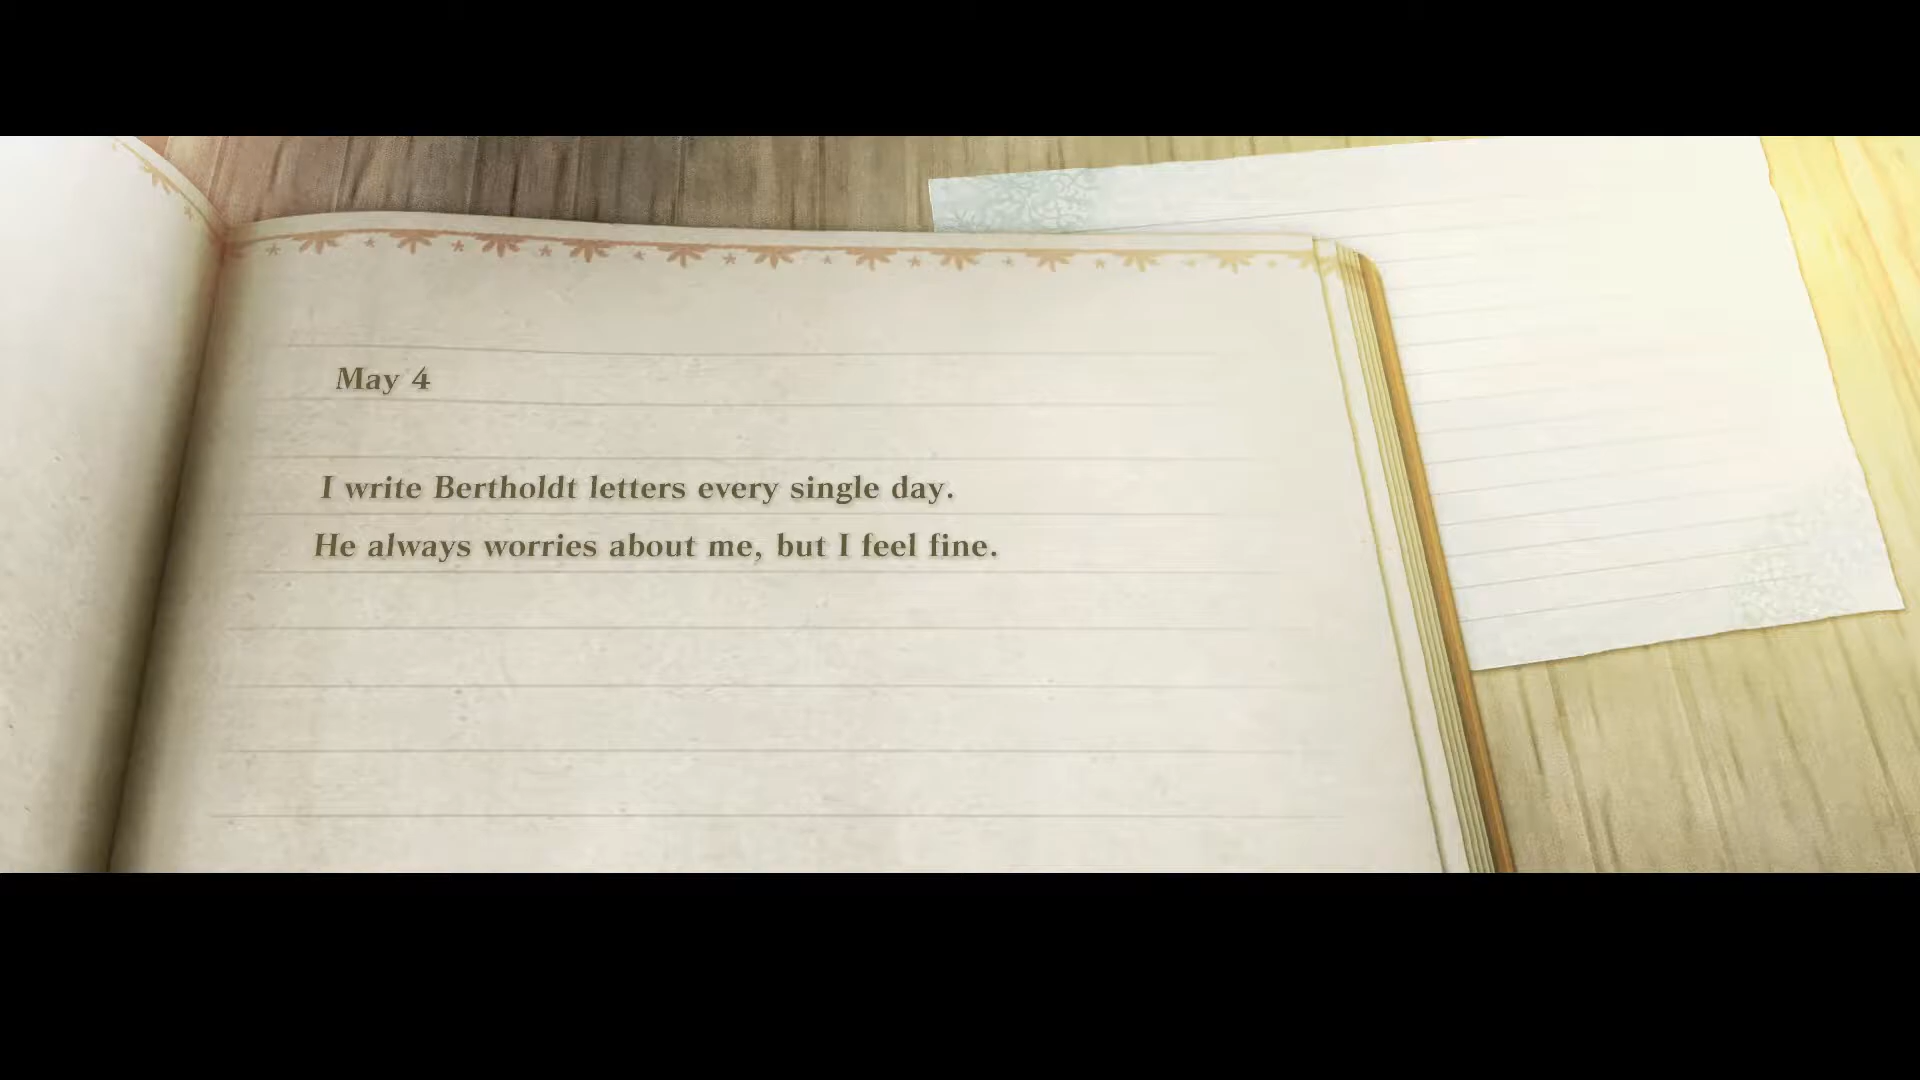 May 4
I write Bertholdt letters every single day.
He always worries about me, but I feel fine.